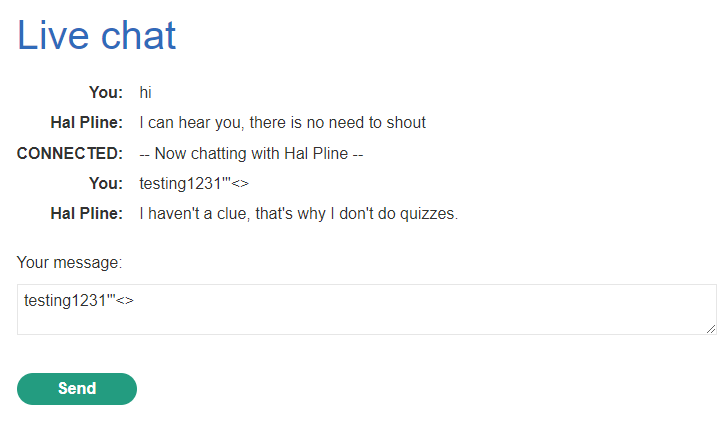 Live chat
You: hi
Hal Pline: I can hear you, there is no need to shout
CONNECTED: -- Now chatting with Hal Pline --
You: testing1231'"<>
Hal Pline: I haven't a clue, that's why I don't do quizzes.
Your message:
testing1231'"<>
Send